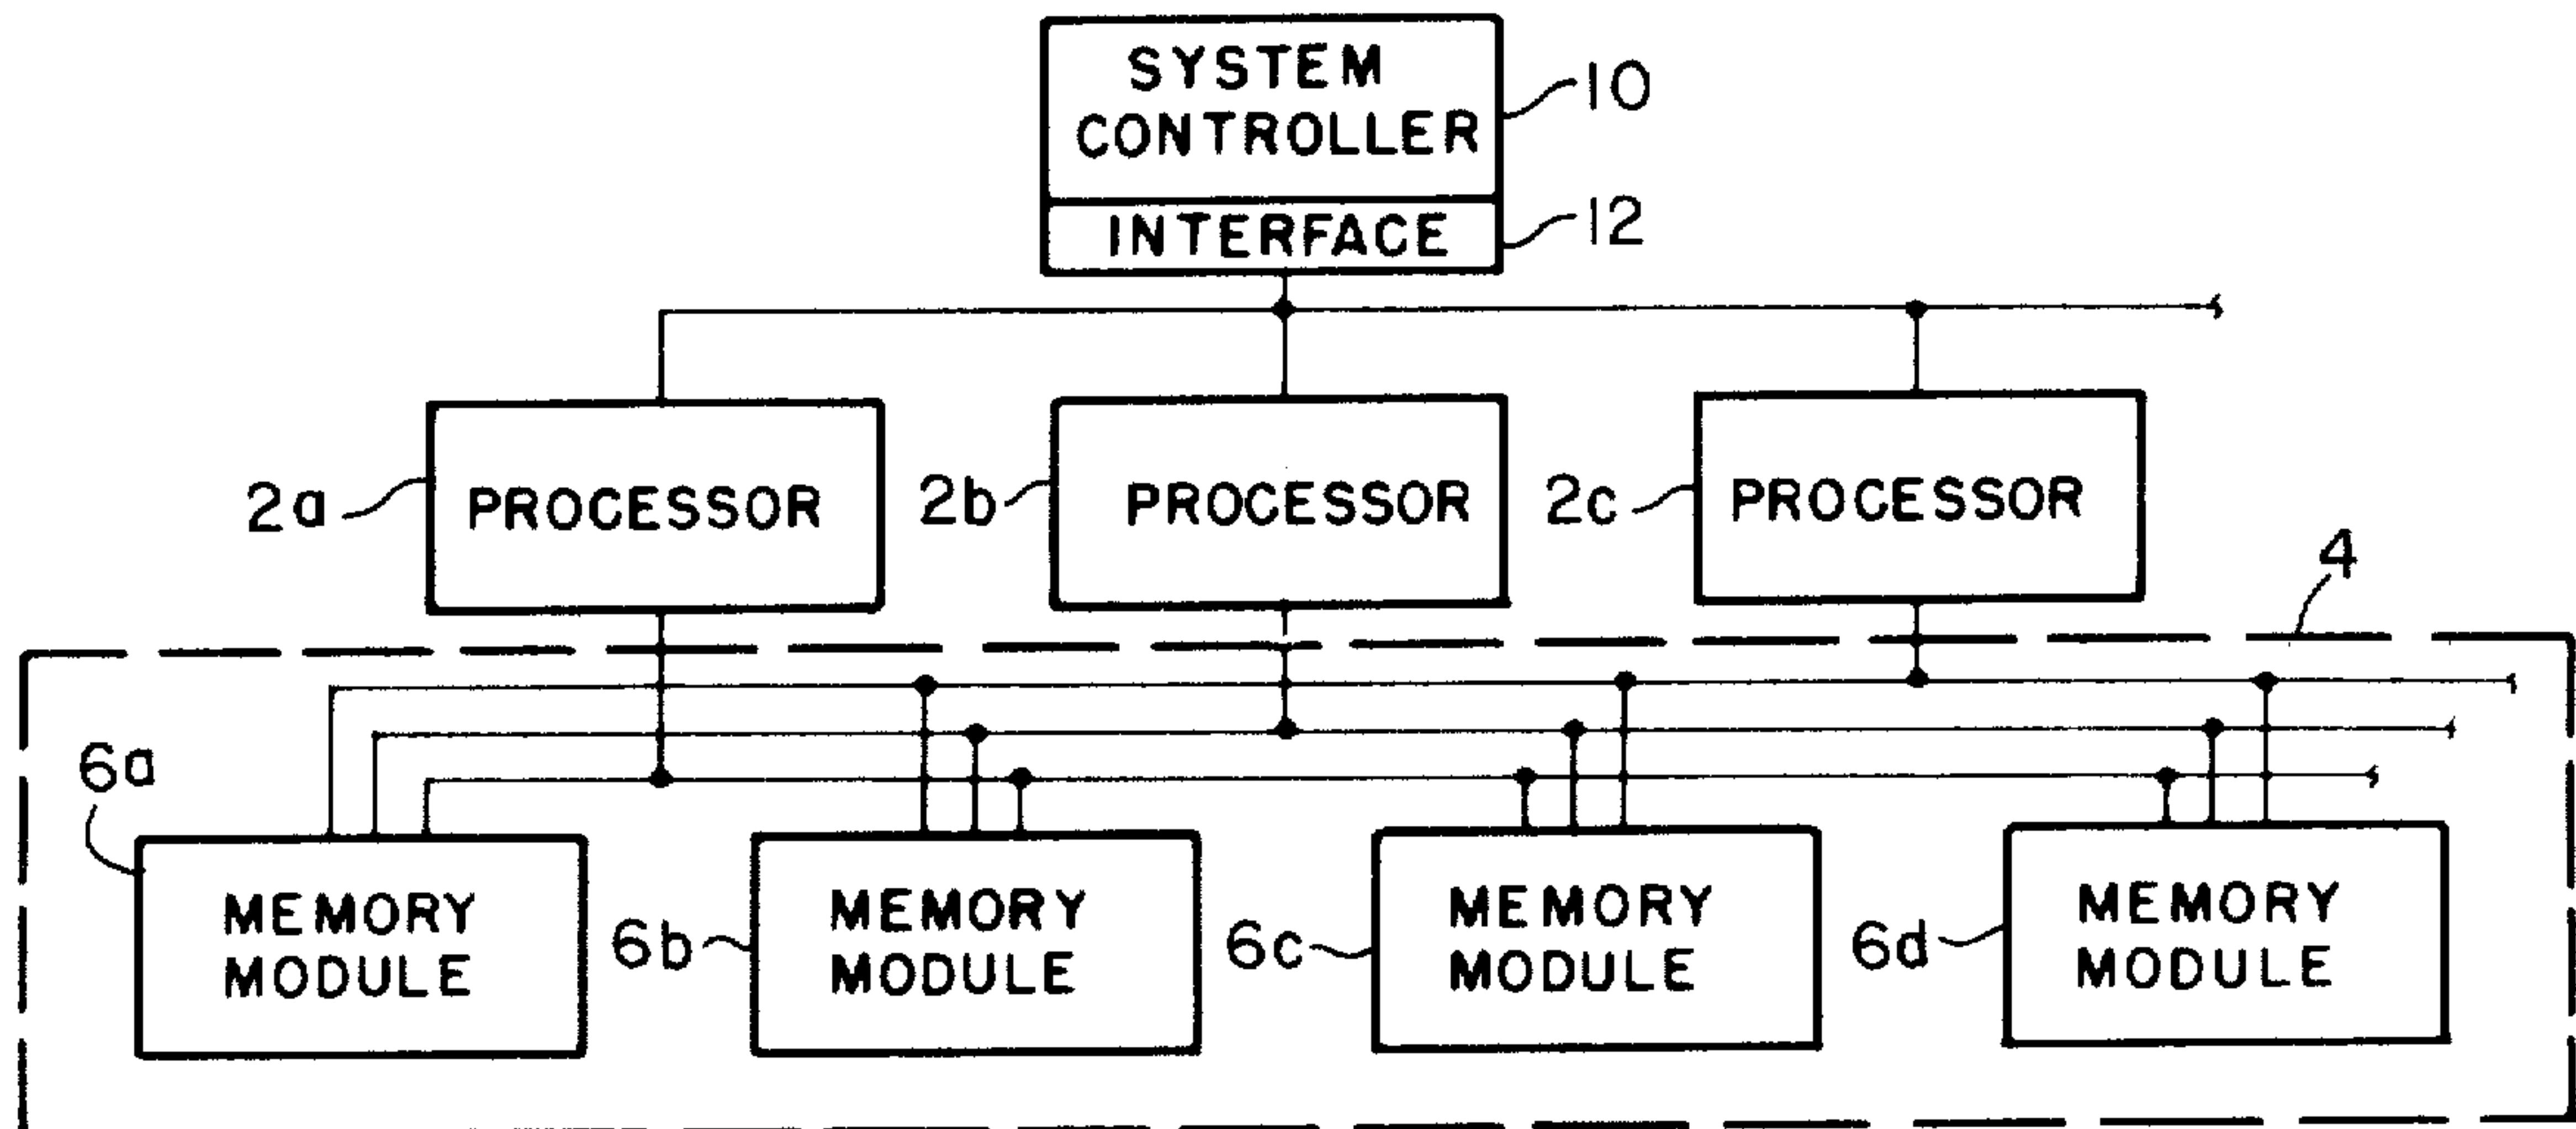 SYSTEM
CONTROLLER
10
INTERFACE
12
2a
PROCESSOR
2b
PROCESSOR
2c
PROCESSOR
4
6a
MEMORY
MODULE
6b
MEMORY
MODULE
6c
MEMORY
MODULE
6d
MEMORY
MODULE